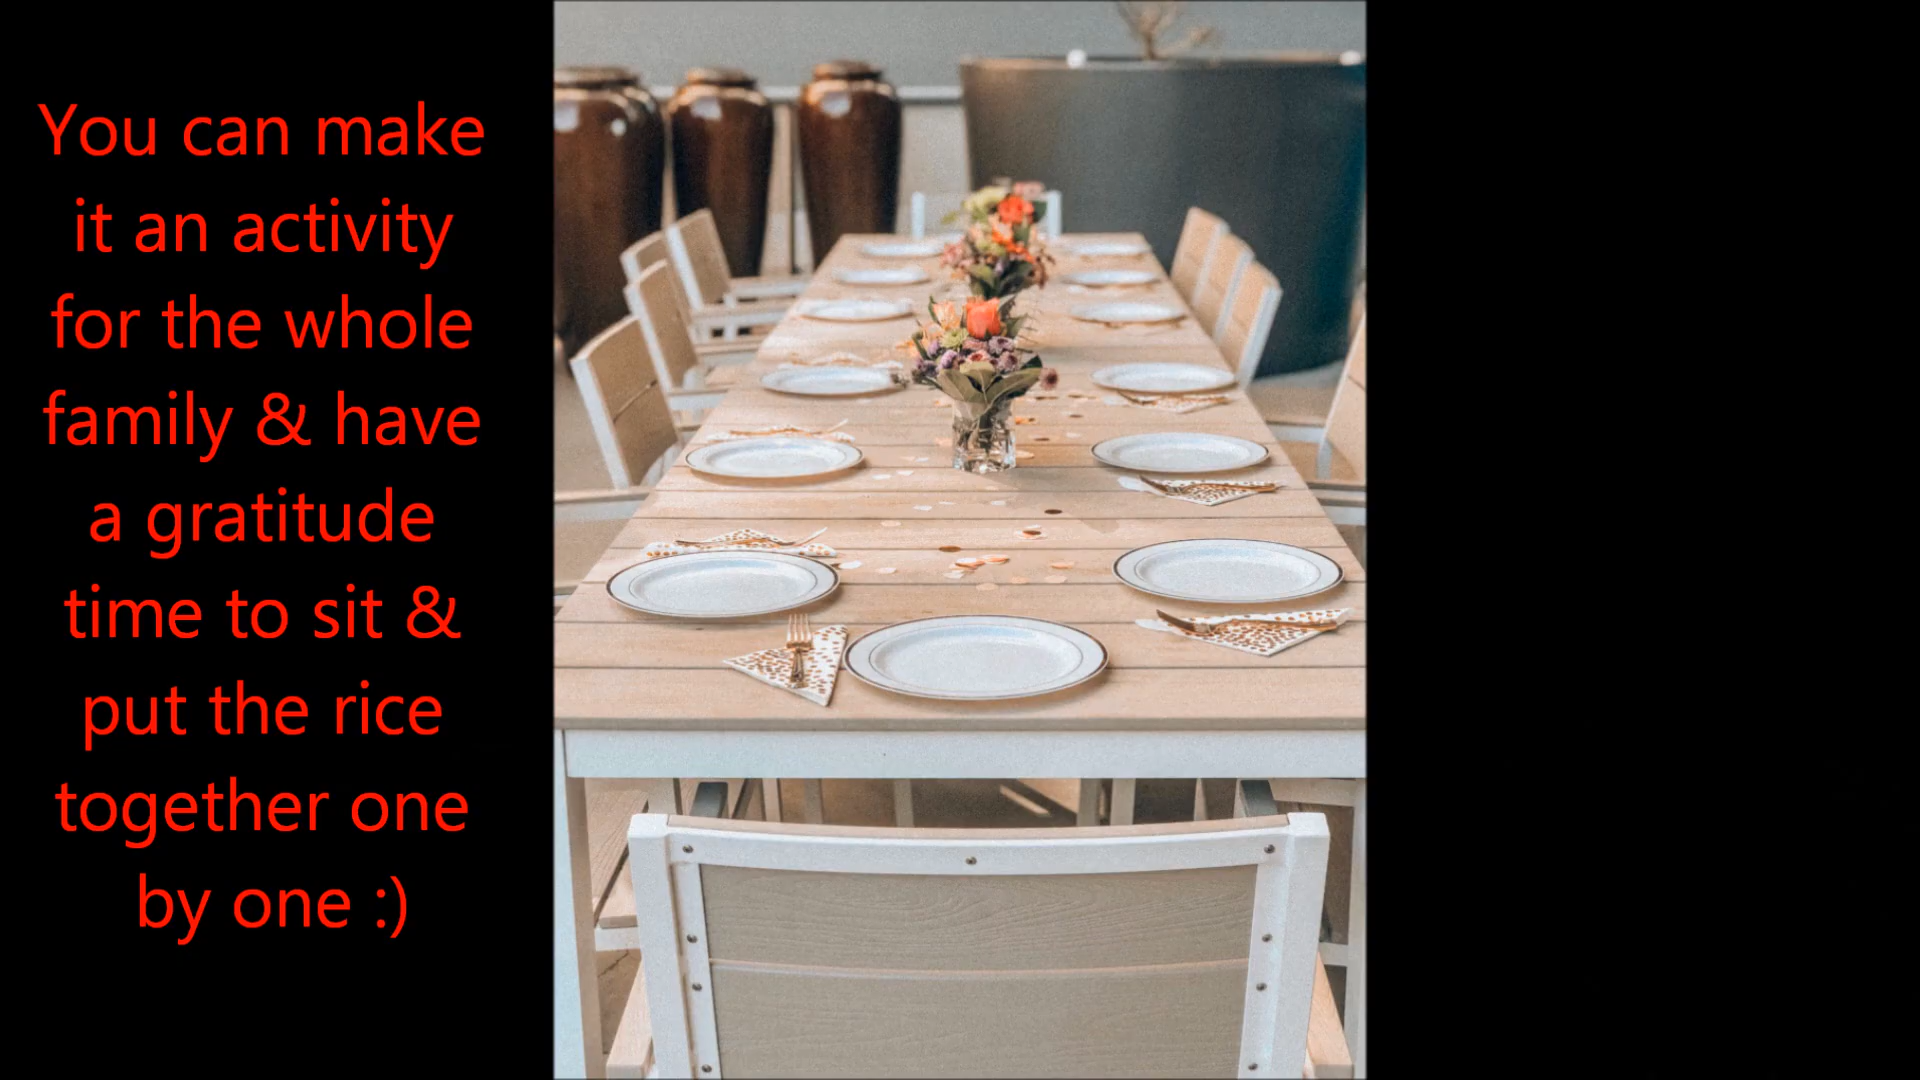 You can make
it an activity
for the whole
family & have
a gratitude
time to sit &
put the rice
together one
by one :)